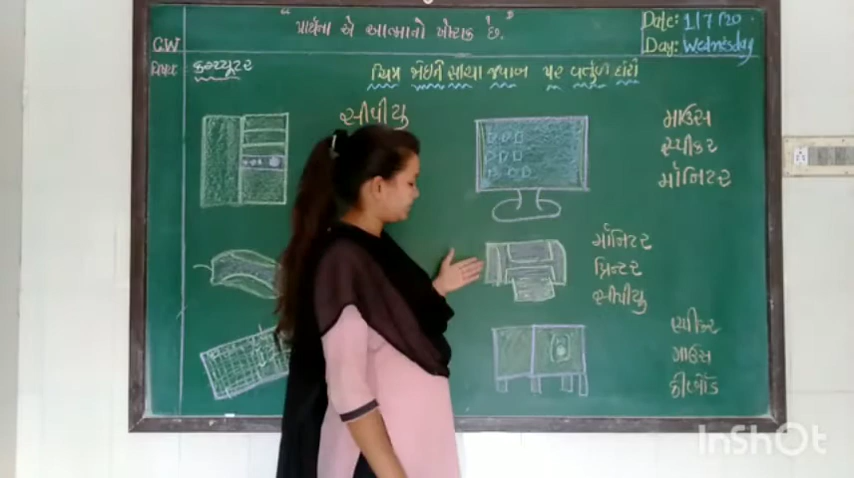 "પ્રાર્થના એ આત્માનો ખોરાક છે."
Date: 1/7/20
Day: Wednesday
CW
વિષય: કમ્પ્યુટર
ચિત્ર જોઈને સાચા જવાબ પર વર્તુળ દોરો
સીપીયુ
માઉસ
સ્પીકર
મોનિટર
મોનિટર
પ્રિન્ટર
સીપીયુ
સ્પીકર
માઉસ
કીબોર્ડ
InShOt